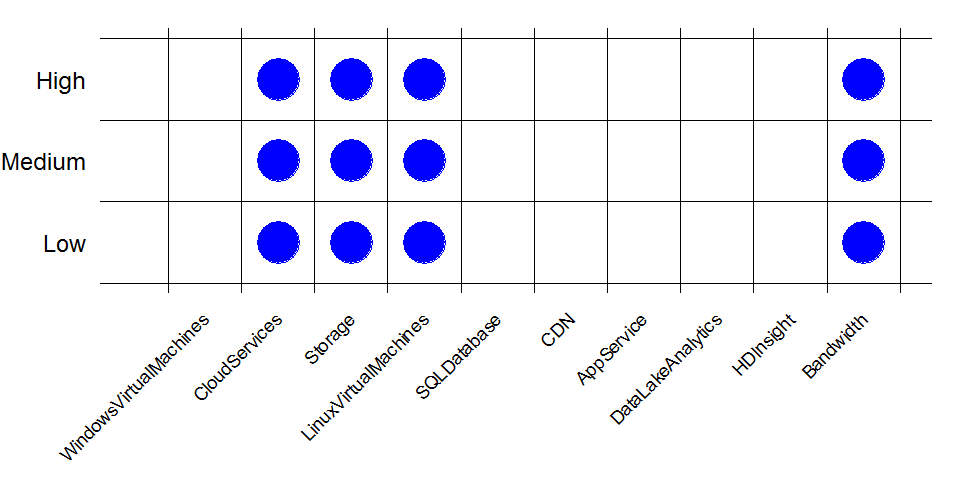 High
Medium
Low
WindowsVirtualMachines
CloudServices
Storage
LinuxVirtualMachines
SQLDatabase
CDN
AppService
DataLakeAnalytics
HDInsight
Bandwidth